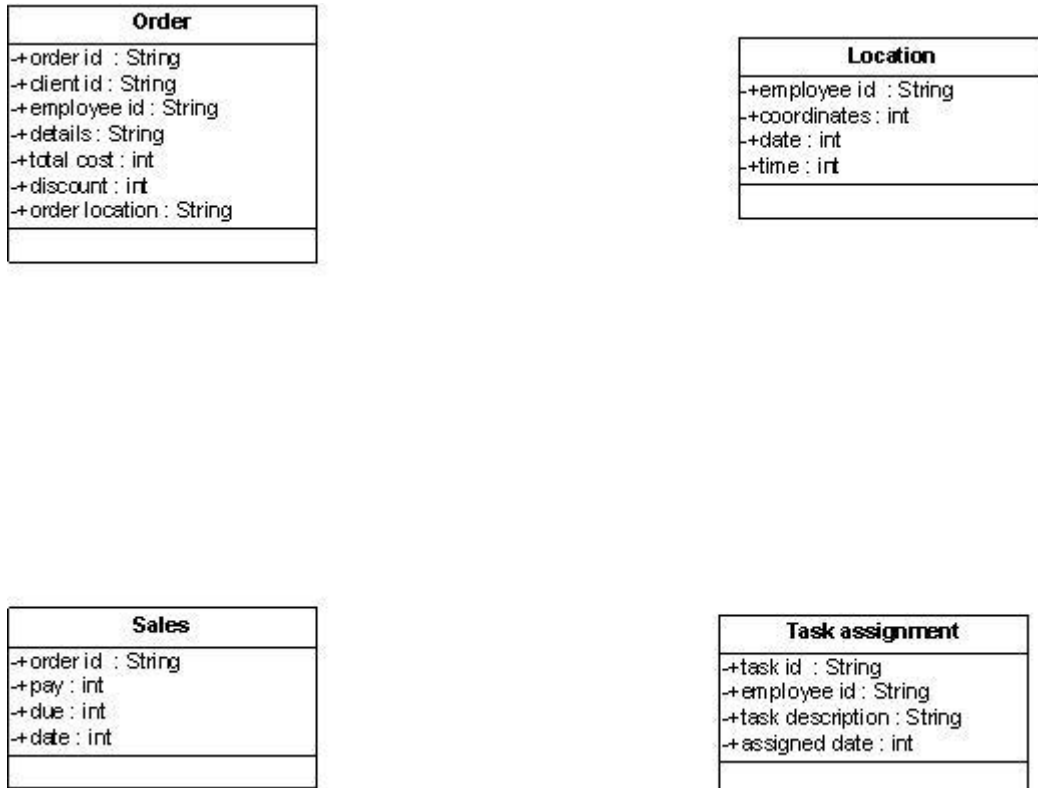 Order
-+order id : String
-+client id : String
-+employee id : String
-+details : String
-+total cost : int
-+discount : int
-+order location : String
Location
-+employee id : String
-+coordinates : int
-+date : int
-+time : int
Sales
-+order id : String
-+pay : int
-+due : int
-+date : int
Task assignment
-+task id : String
-+employee id : String
-+task description : String
-+assigned date : int